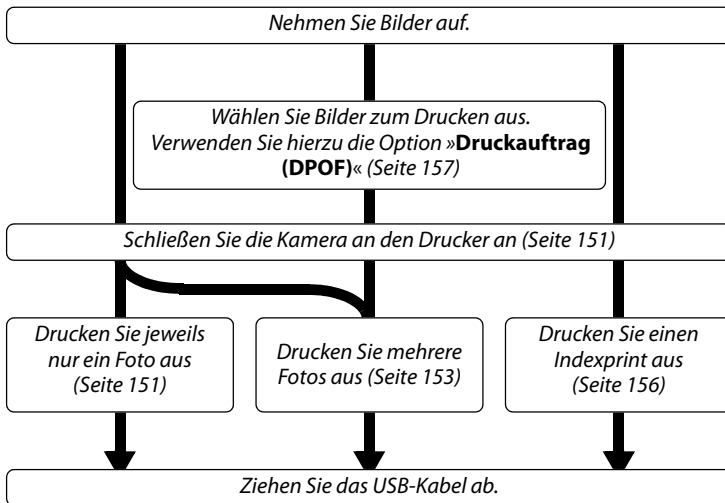 Nehmen Sie Bilder auf.
Wählen Sie Bilder zum Drucken aus.
Verwenden Sie hierzu die Option »Druckauftrag
(DPOF)« (Seite 157)
Schließen Sie die Kamera an den Drucker an (Seite 151)
Drucken Sie jeweils
nur ein Foto aus
(Seite 151)
Drucken Sie mehrere
Fotos aus (Seite 153)
Drucken Sie einen
Indexprint aus
(Seite 156)
Ziehen Sie das USB-Kabel ab.